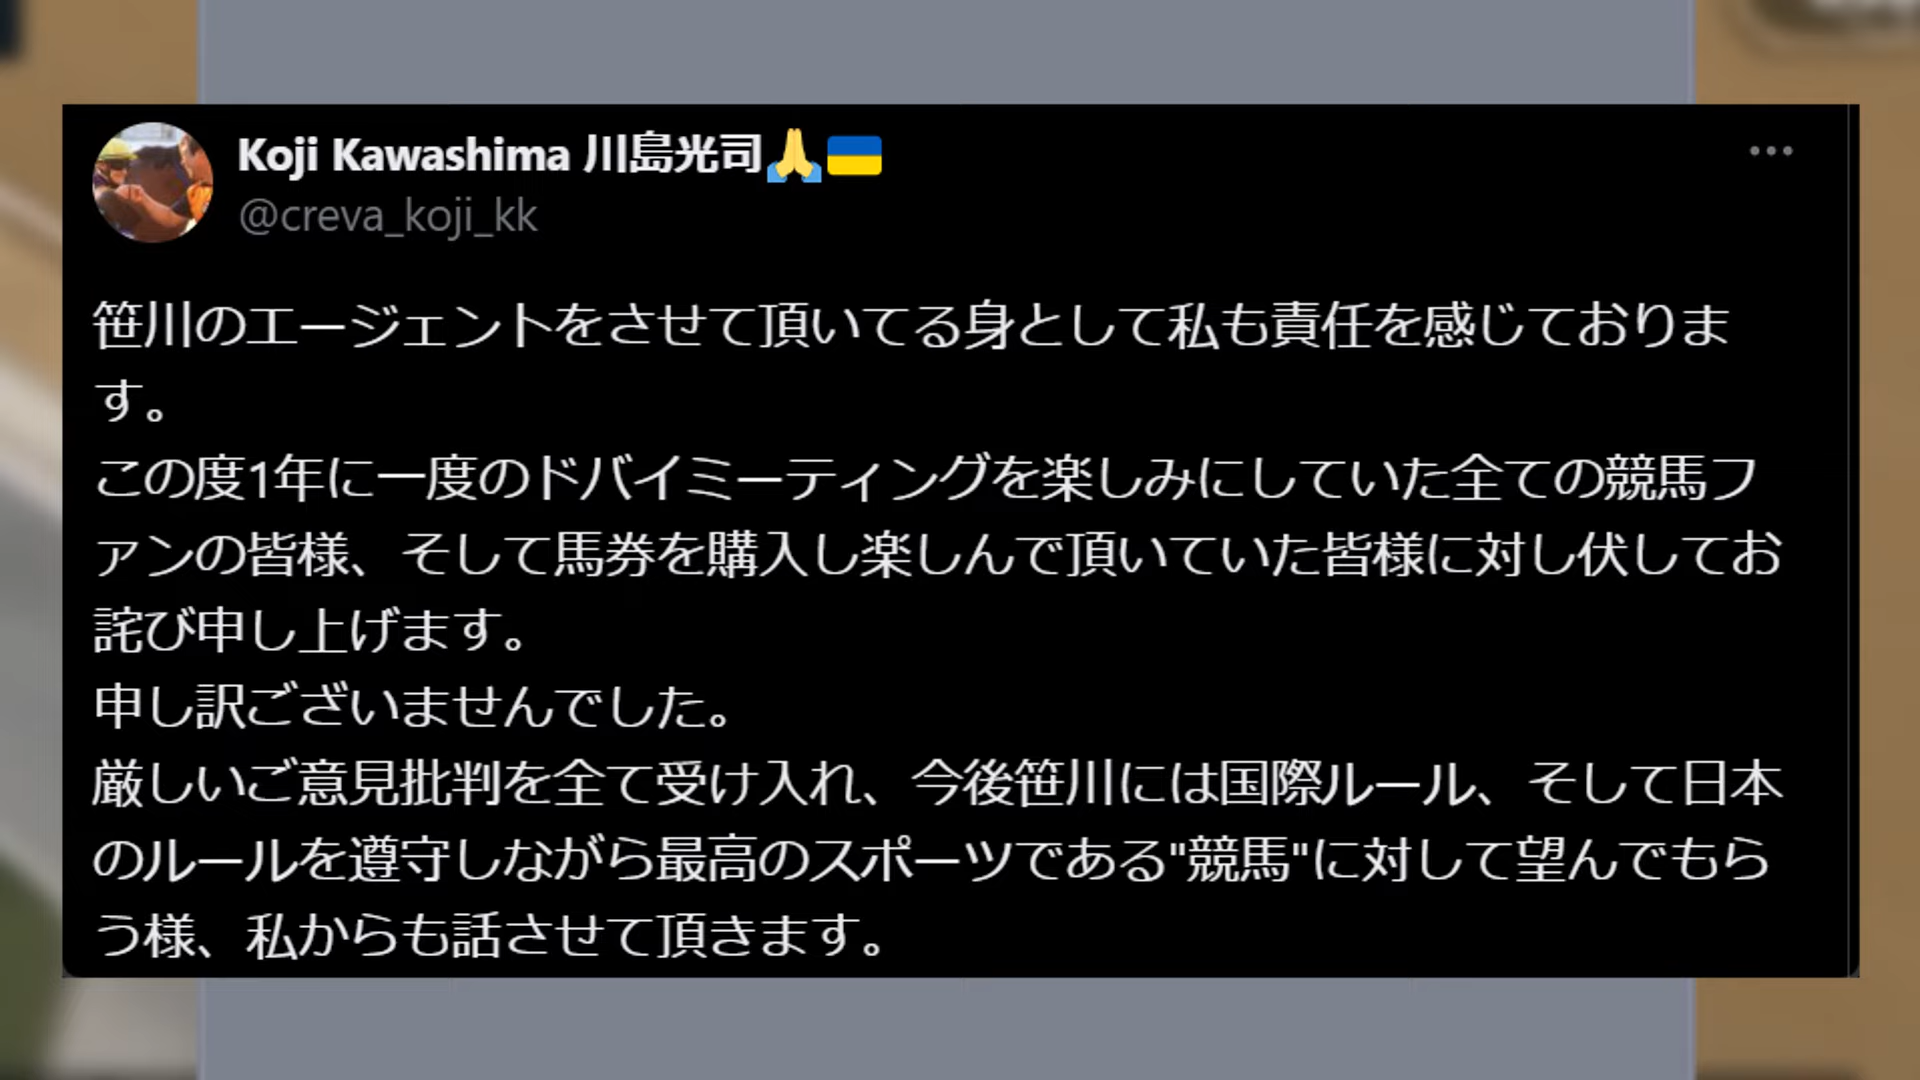 Koji Kawashima 川島光司🙏🇺🇦
@creva_koji_kk
笹川のエージェントをさせて頂いてる身として私も責任を感じておりま
す。
この度1年に一度のドバイミーティングを楽しみにしていた全ての競馬フ
ァンの皆様、そして馬券を購入し楽しんで頂いていた皆様に対し伏してお
詫び申し上げます。
申し訳ございませんでした。
厳しいご意見批判を全て受け入れ、今後笹川には国際ルール、そして日本
のルールを遵守しながら最高のスポーツである"競馬"に対して望んでもら
う様、私からも話させて頂きます。